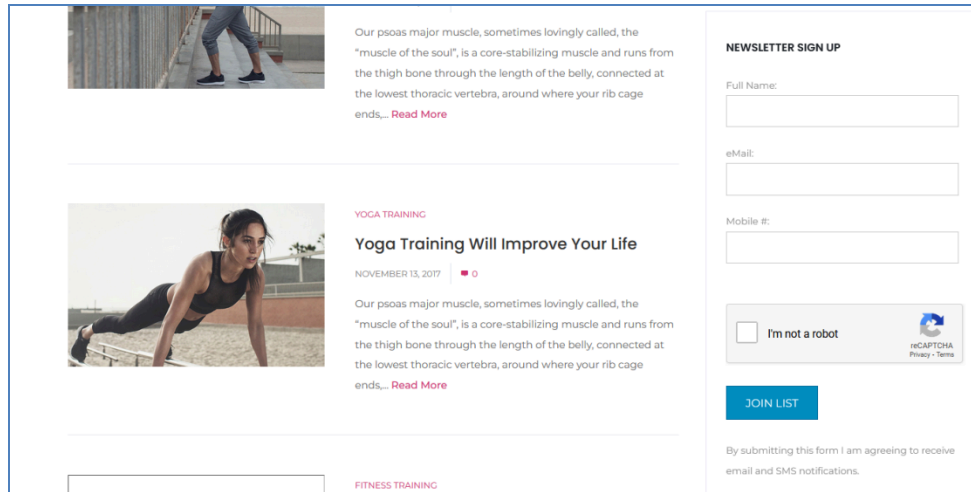 Our psoas major muscle, sometimes lovingly called, the
“muscle of the soul”, is a core-stabilizing muscle and runs from
the thigh bone through the length of the belly, connected at
the lowest thoracic vertebra, around where your rib cage
ends,... Read More
YOGA TRAINING
Yoga Training Will Improve Your Life
NOVEMBER 13, 2017 0
Our psoas major muscle, sometimes lovingly called, the
“muscle of the soul”, is a core-stabilizing muscle and runs from
the thigh bone through the length of the belly, connected at
the lowest thoracic vertebra, around where your rib cage
ends,... Read More
FITNESS TRAINING
NEWSLETTER SIGN UP
Full Name:
eMail:
Mobile #:
I'm not a robot
reCAPTCHA
Privacy - Terms
JOIN LIST
By submitting this form I am agreeing to receive
email and SMS notifications.